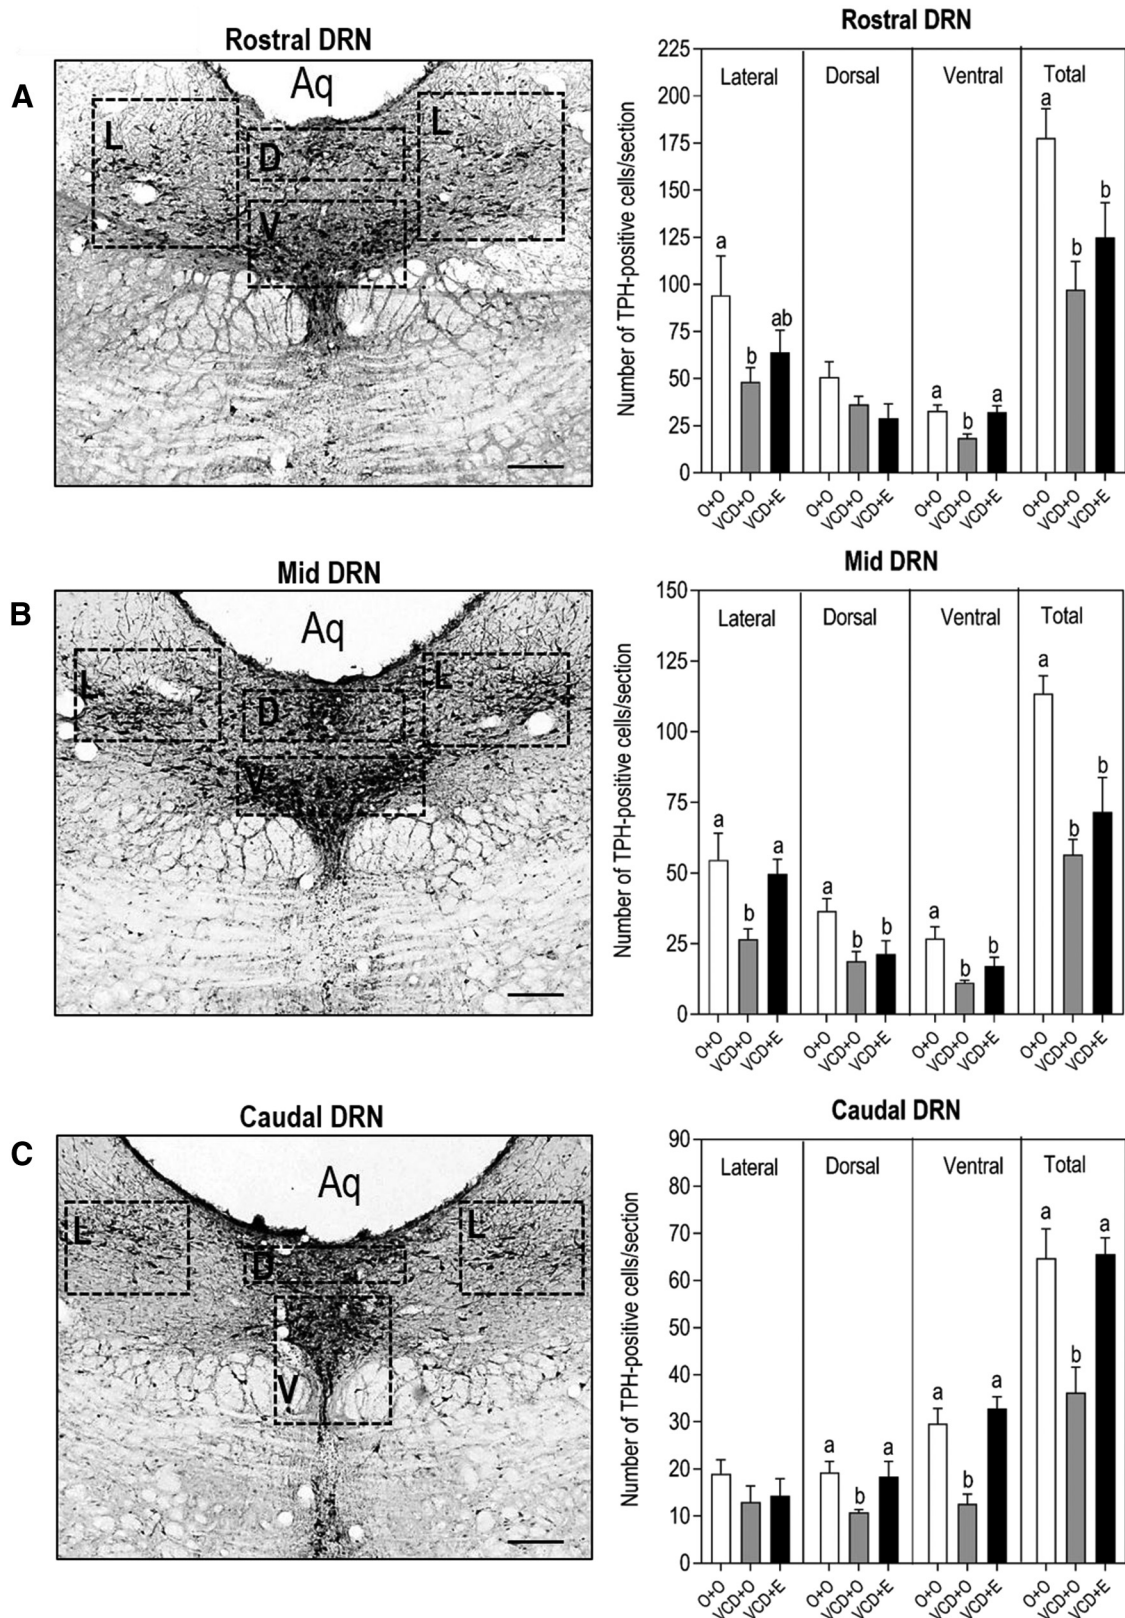 Rostral DRN
A
Aq
L
L
D
V
Rostral DRN
Number of TPH-positive cells/section
225
200
175
150
125
100
75
50
25
0
Lateral
Dorsal
Ventral
Total
a
b
ab
a
b
a
a
b
b
O+O
VCD+O
VCD+E
O+O
VCD+O
VCD+E
O+O
VCD+O
VCD+E
O+O
VCD+O
VCD+E
Mid DRN
B
Aq
L
L
D
V
Mid DRN
Number of TPH-positive cells/section
150
125
100
75
50
25
0
Lateral
Dorsal
Ventral
Total
a
b
a
a
b
b
a
b
b
a
b
b
O+O
VCD+O
VCD+E
O+O
VCD+O
VCD+E
O+O
VCD+O
VCD+E
O+O
VCD+O
VCD+E
Caudal DRN
C
Aq
L
L
D
V
Caudal DRN
Number of TPH-positive cells/section
90
80
70
60
50
40
30
20
10
0
Lateral
Dorsal
Ventral
Total
a
b
a
a
b
a
a
b
a
O+O
VCD+O
VCD+E
O+O
VCD+O
VCD+E
O+O
VCD+O
VCD+E
O+O
VCD+O
VCD+E